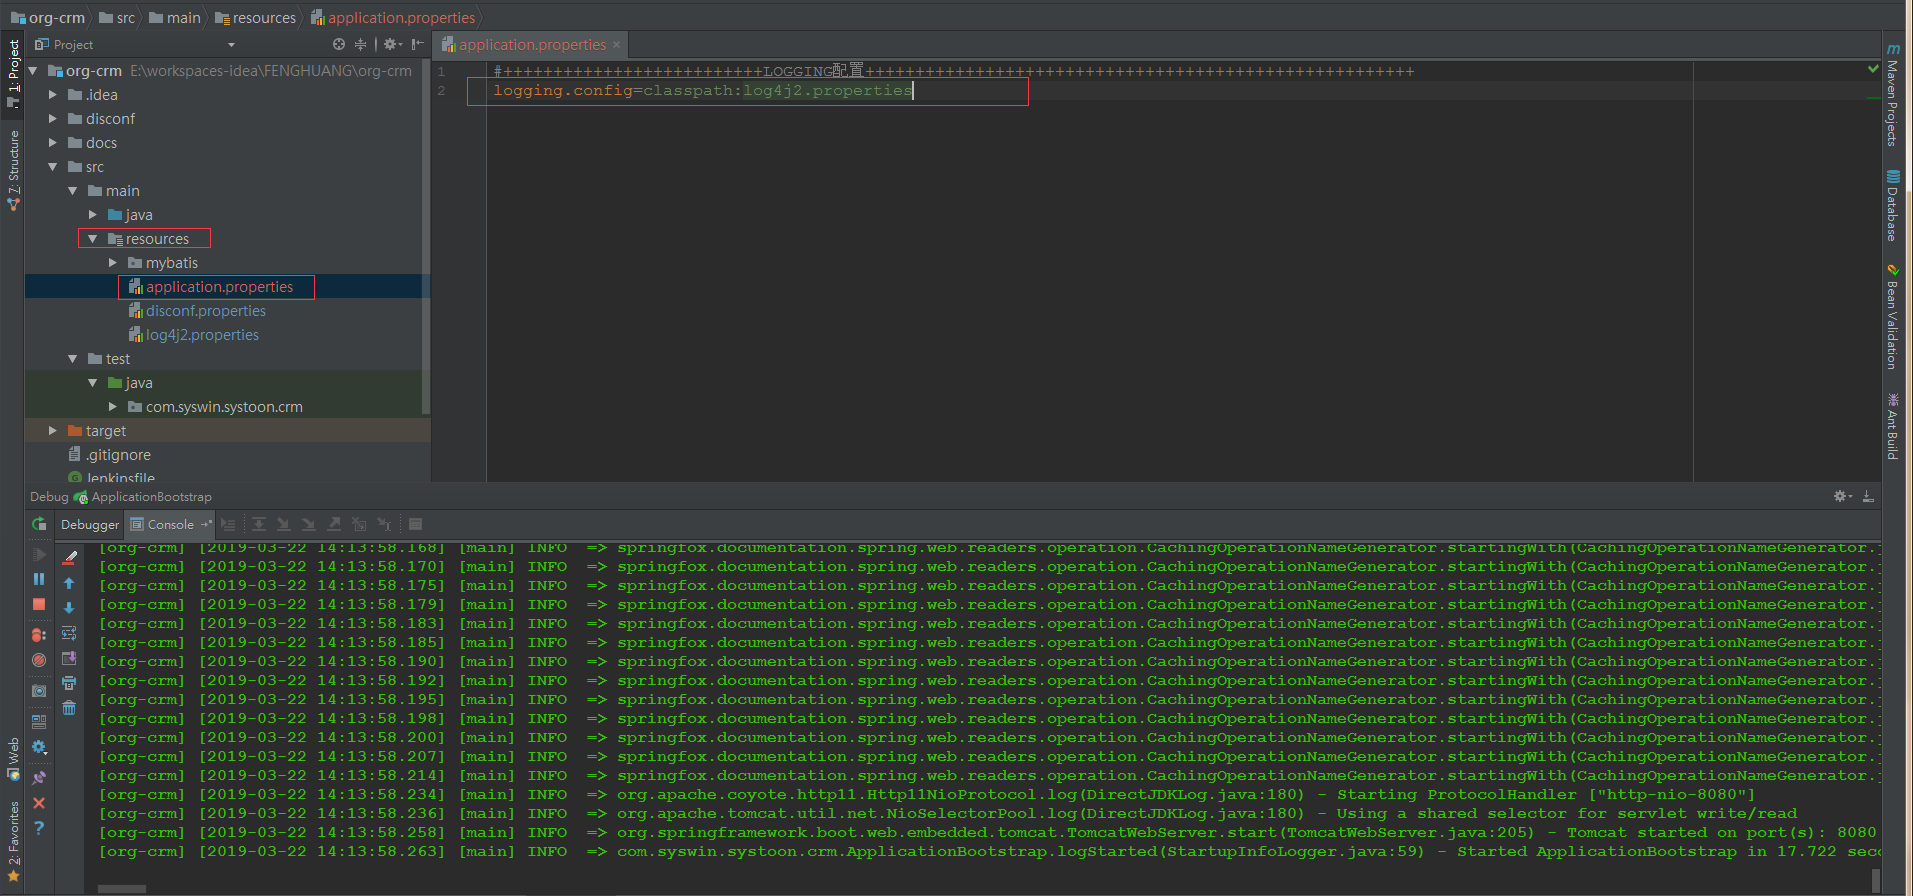 org-crm src main resources application.properties
Project
application.properties
1: Project
7: Structure
Web
2: Favorites
org-crm E:\workspaces-idea\FENGHUANG\org-crm
.idea
disconf
docs
src
main
java
resources
mybatis
application.properties
disconf.properties
log4j2.properties
test
java
com.syswin.systoon.crm
target
.gitignore
Jenkinsfile
1 #++++++++++++++++++++++++++LOGGING配置+++++++++++++++++++++++++++++++++++++++++++++++++++++++
2 logging.config=classpath:log4j2.properties
Maven Projects
Database
Bean Validation
Ant Build
Debug ApplicationBootstrap
Debugger Console
[org-crm] [2019-03-22 14:13:58.168] [main] INFO => springfox.documentation.spring.web.readers.operation.CachingOperationNameGenerator.startingWith(CachingOperationNameGenerator.j
[org-crm] [2019-03-22 14:13:58.170] [main] INFO => springfox.documentation.spring.web.readers.operation.CachingOperationNameGenerator.startingWith(CachingOperationNameGenerator.j
[org-crm] [2019-03-22 14:13:58.175] [main] INFO => springfox.documentation.spring.web.readers.operation.CachingOperationNameGenerator.startingWith(CachingOperationNameGenerator.j
[org-crm] [2019-03-22 14:13:58.179] [main] INFO => springfox.documentation.spring.web.readers.operation.CachingOperationNameGenerator.startingWith(CachingOperationNameGenerator.j
[org-crm] [2019-03-22 14:13:58.183] [main] INFO => springfox.documentation.spring.web.readers.operation.CachingOperationNameGenerator.startingWith(CachingOperationNameGenerator.j
[org-crm] [2019-03-22 14:13:58.185] [main] INFO => springfox.documentation.spring.web.readers.operation.CachingOperationNameGenerator.startingWith(CachingOperationNameGenerator.j
[org-crm] [2019-03-22 14:13:58.190] [main] INFO => springfox.documentation.spring.web.readers.operation.CachingOperationNameGenerator.startingWith(CachingOperationNameGenerator.j
[org-crm] [2019-03-22 14:13:58.192] [main] INFO => springfox.documentation.spring.web.readers.operation.CachingOperationNameGenerator.startingWith(CachingOperationNameGenerator.j
[org-crm] [2019-03-22 14:13:58.195] [main] INFO => springfox.documentation.spring.web.readers.operation.CachingOperationNameGenerator.startingWith(CachingOperationNameGenerator.j
[org-crm] [2019-03-22 14:13:58.198] [main] INFO => springfox.documentation.spring.web.readers.operation.CachingOperationNameGenerator.startingWith(CachingOperationNameGenerator.j
[org-crm] [2019-03-22 14:13:58.200] [main] INFO => springfox.documentation.spring.web.readers.operation.CachingOperationNameGenerator.startingWith(CachingOperationNameGenerator.j
[org-crm] [2019-03-22 14:13:58.207] [main] INFO => springfox.documentation.spring.web.readers.operation.CachingOperationNameGenerator.startingWith(CachingOperationNameGenerator.j
[org-crm] [2019-03-22 14:13:58.214] [main] INFO => springfox.documentation.spring.web.readers.operation.CachingOperationNameGenerator.startingWith(CachingOperationNameGenerator.j
[org-crm] [2019-03-22 14:13:58.234] [main] INFO => org.apache.coyote.http11.Http11NioProtocol.log(DirectJDKLog.java:180) - Starting ProtocolHandler ["http-nio-8080"]
[org-crm] [2019-03-22 14:13:58.236] [main] INFO => org.apache.tomcat.util.net.NioSelectorPool.log(DirectJDKLog.java:180) - Using a shared selector for servlet write/read
[org-crm] [2019-03-22 14:13:58.258] [main] INFO => org.springframework.boot.web.embedded.tomcat.TomcatWebServer.start(TomcatWebServer.java:205) - Tomcat started on port(s): 8080
[org-crm] [2019-03-22 14:13:58.263] [main] INFO => com.syswin.systoon.crm.ApplicationBootstrap.logStarted(StartupInfoLogger.java:59) - Started ApplicationBootstrap in 17.722 seco